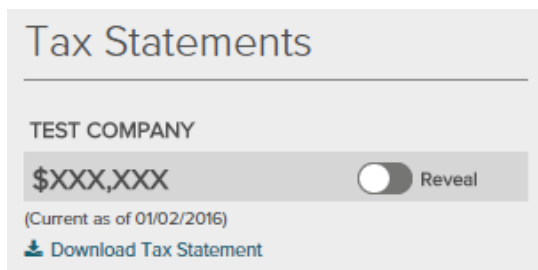 Tax Statements
TEST COMPANY
$XXX,XXX Reveal
(Current as of 01/02/2016)
Download Tax Statement